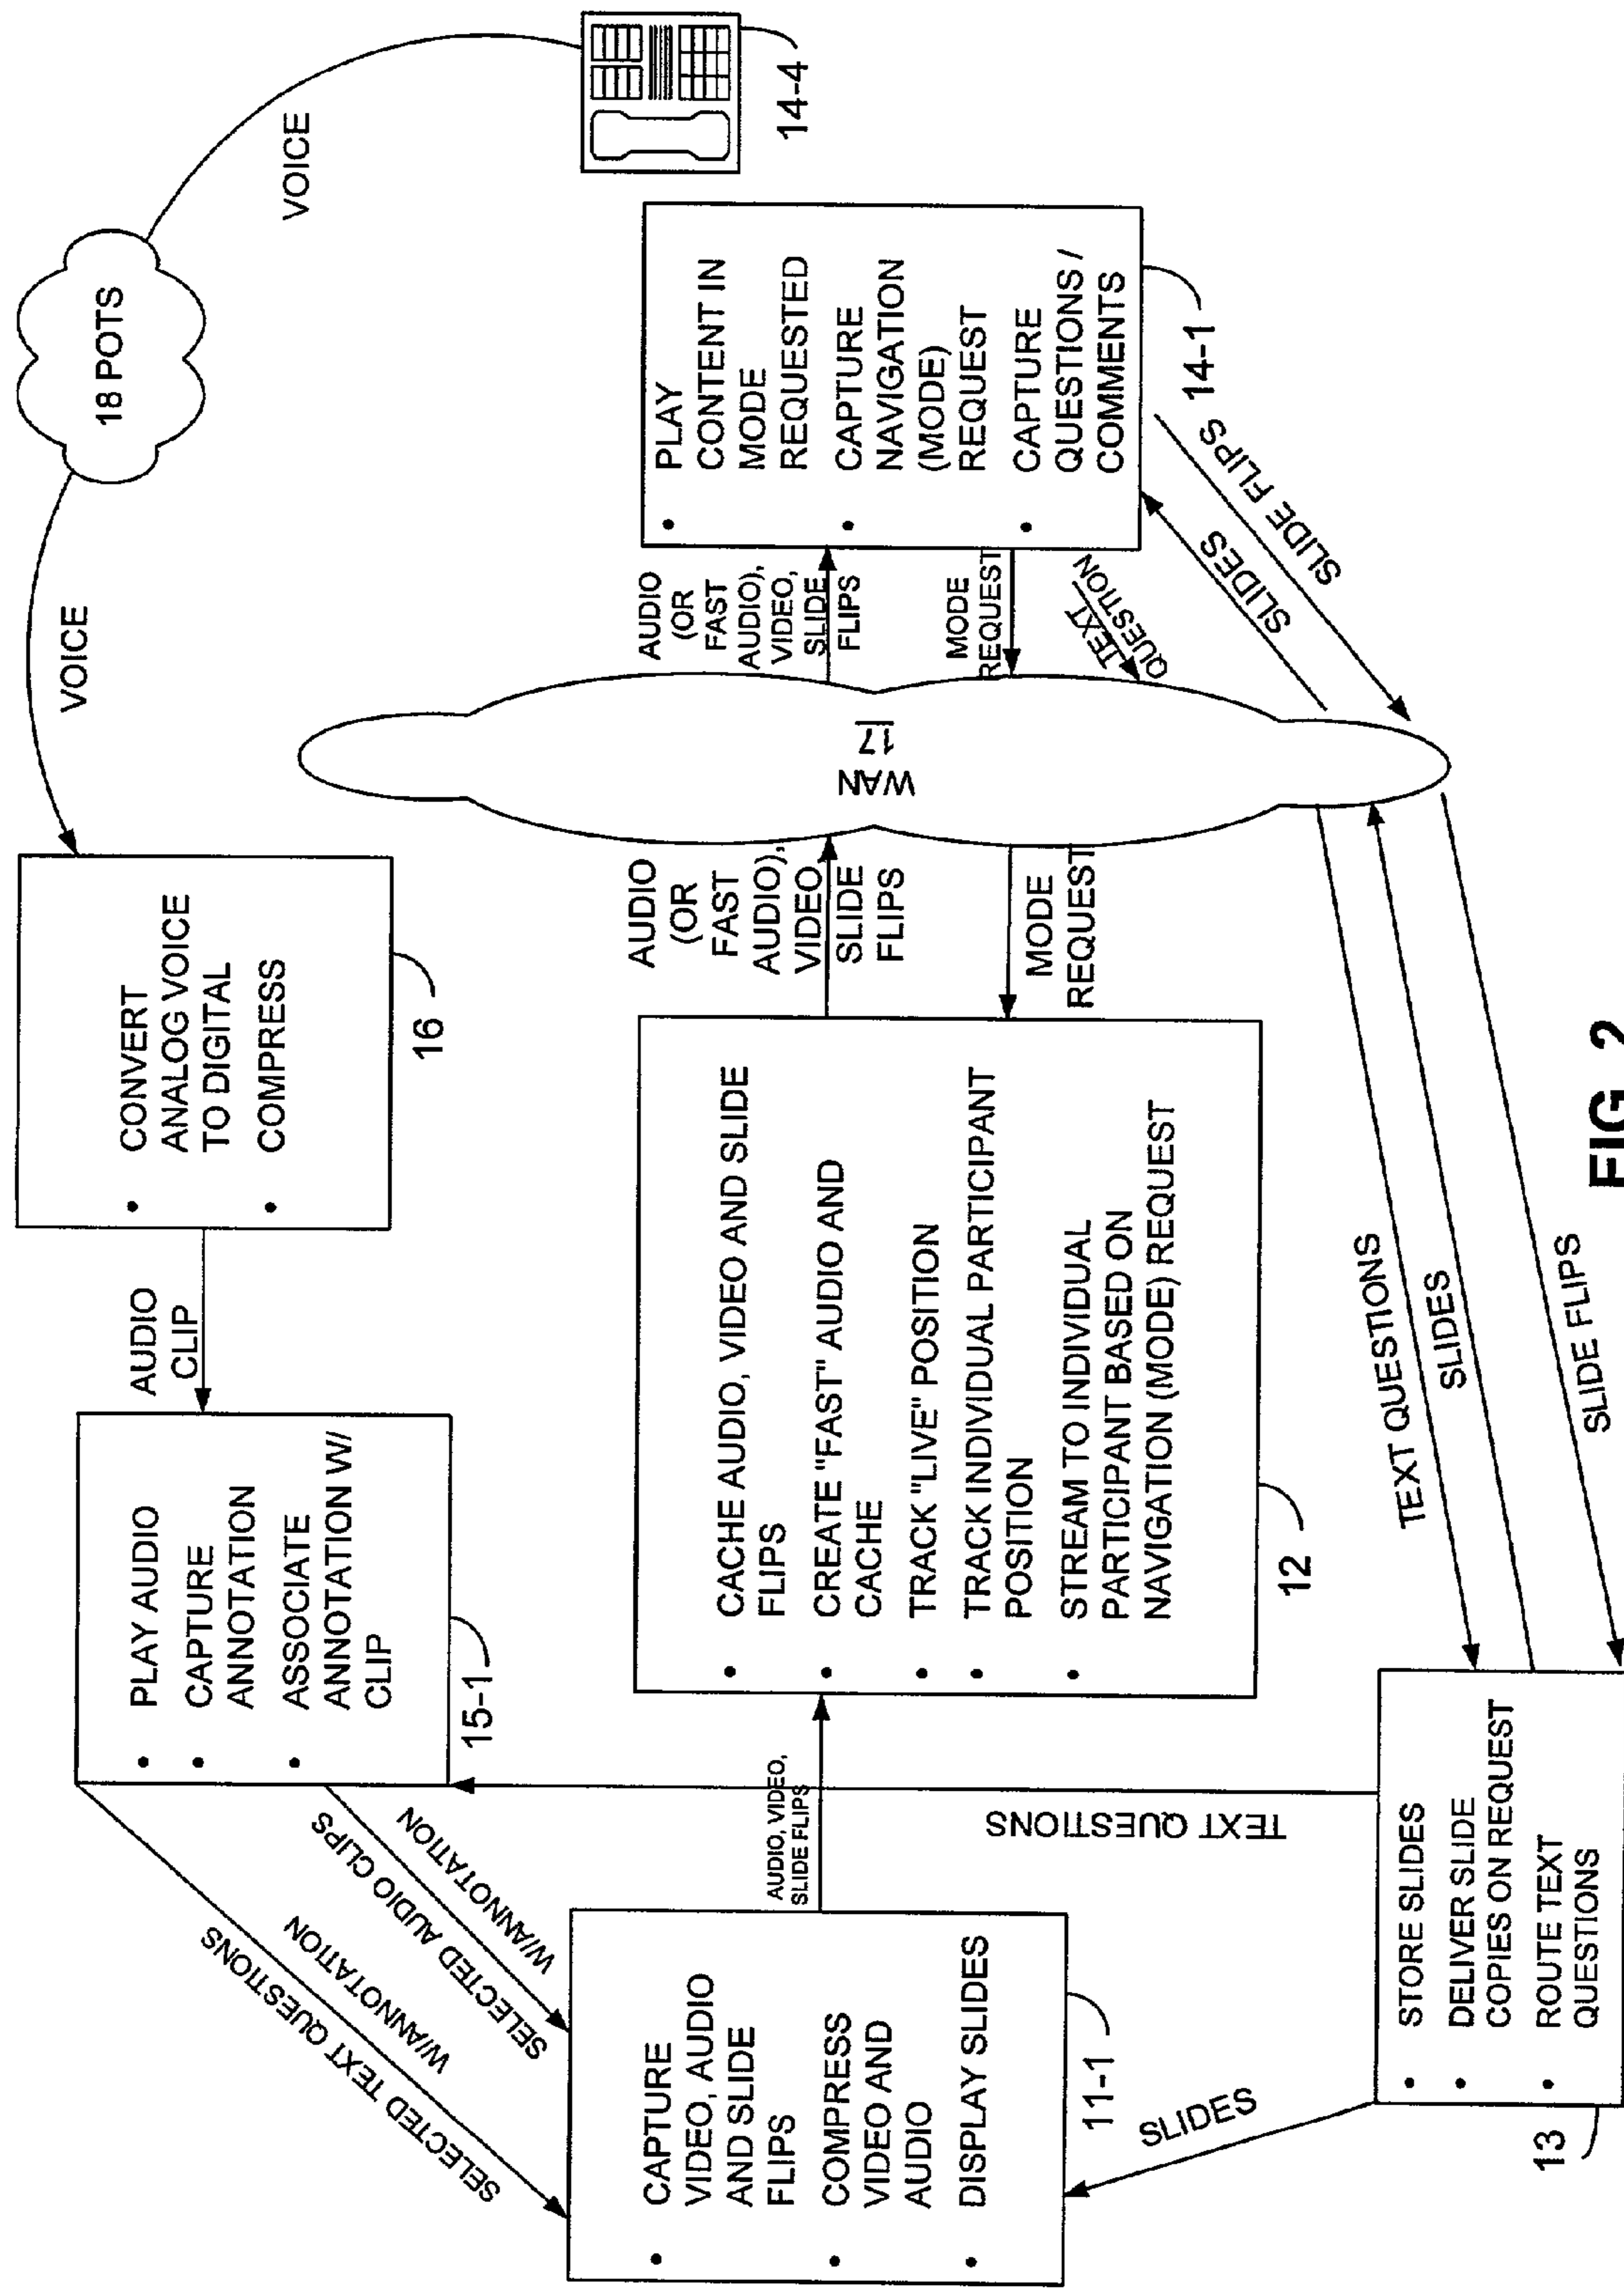 VOICE
18 POTS
VOICE
14-4
• CONVERT
ANALOG VOICE
TO DIGITAL
• COMPRESS
16
AUDIO
CLIP
• PLAY AUDIO
• CAPTURE
ANNOTATION
• ASSOCIATE
ANNOTATION W/
CLIP
15-1
SELECTED TEXT QUESTIONS
W/ANNOTATION
SELECTED AUDIO CLIPS
W/ANNOTATION
• CAPTURE
VIDEO, AUDIO
AND SLIDE
FLIPS
• COMPRESS
VIDEO AND
AUDIO
• DISPLAY SLIDES
11-1
AUDIO, VIDEO,
SLIDE FLIPS
TEXT QUESTIONS
• CACHE AUDIO, VIDEO AND SLIDE
FLIPS
• CREATE "FAST" AUDIO AND
CACHE
• TRACK "LIVE" POSITION
• TRACK INDIVIDUAL PARTICIPANT
POSITION
• STREAM TO INDIVIDUAL
PARTICIPANT BASED ON
NAVIGATION (MODE) REQUEST
12
AUDIO
(OR
FAST
AUDIO),
VIDEO,
SLIDE
FLIPS
MODE
REQUEST
WAN
17
AUDIO
(OR
FAST
AUDIO),
VIDEO,
SLIDE
FLIPS
MODE
REQUEST
TEXT
QUESTION
• PLAY
CONTENT IN
MODE
REQUESTED
• CAPTURE
NAVIGATION
(MODE)
REQUEST
• CAPTURE
QUESTIONS /
COMMENTS
14-1
SLIDES
SLIDE FLIPS
TEXT QUESTIONS
SLIDES
SLIDE FLIPS
SLIDES
• STORE SLIDES
• DELIVER SLIDE
COPIES ON REQUEST
• ROUTE TEXT
QUESTIONS
13
FIG. 2